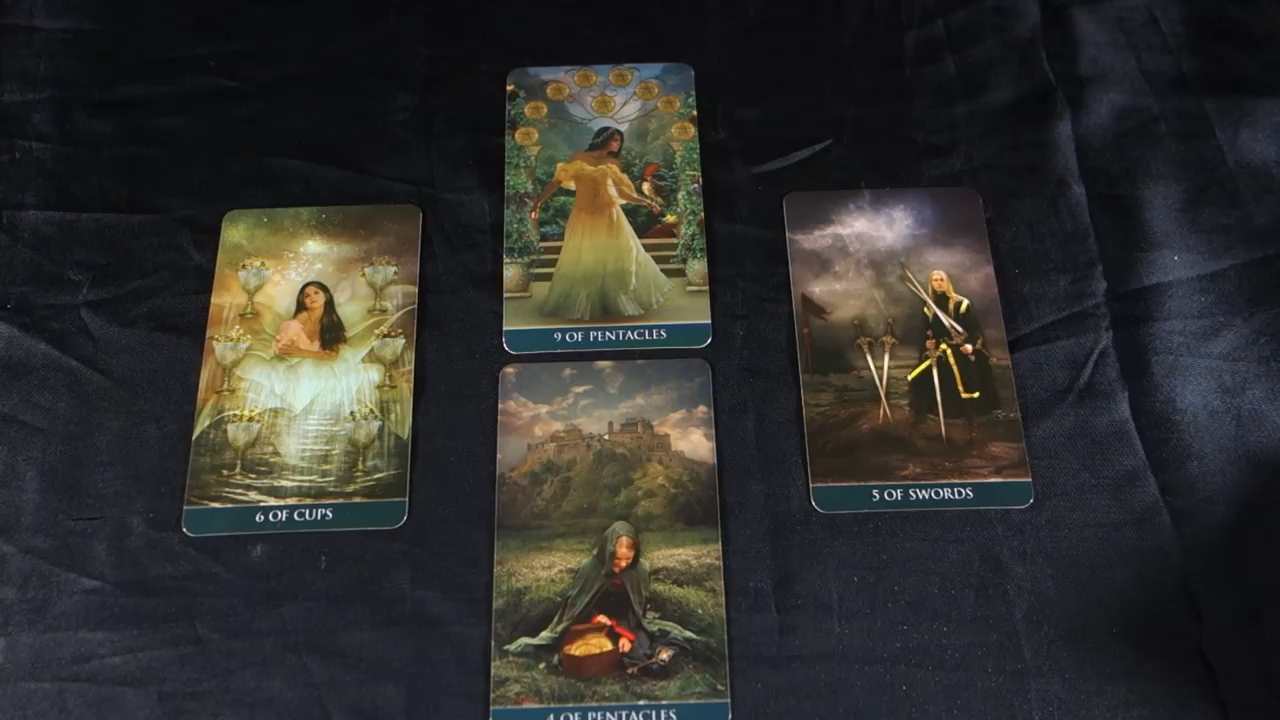 9 OF PENTACLES
6 OF CUPS
5 OF SWORDS
4 OF PENTACLES